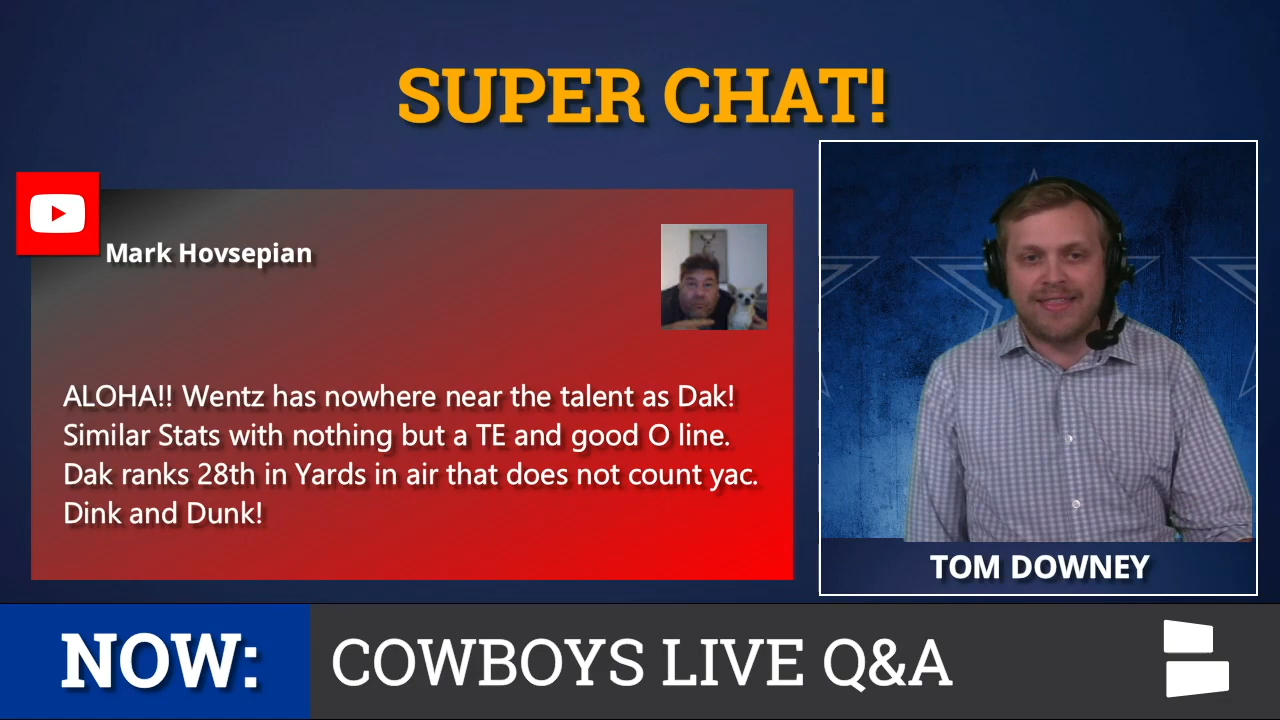 SUPER CHAT!
Mark Hovsepian
ALOHA!! Wentz has nowhere near the talent as Dak!
Similar Stats with nothing but a TE and good O line.
Dak ranks 28th in Yards in air that does not count yac.
Dink and Dunk!
TOM DOWNEY
NOW:
COWBOYS LIVE Q&A